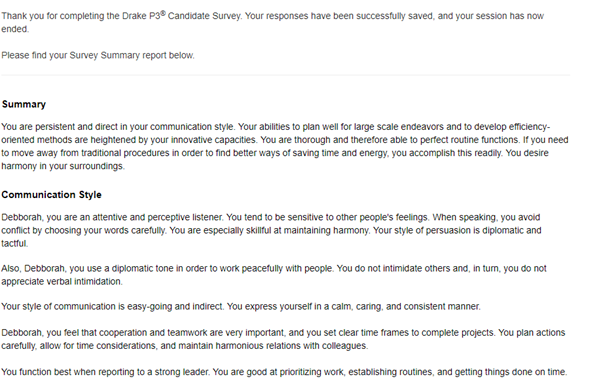 Thank you for completing the Drake P3® Candidate Survey. Your responses have been successfully saved, and your session has now
ended.
Please find your Survey Summary report below.
Summary
You are persistent and direct in your communication style. Your abilities to plan well for large scale endeavors and to develop efficiency-
oriented methods are heightened by your innovative capacities. You are thorough and therefore able to perfect routine functions. If you need
to move away from traditional procedures in order to find better ways of saving time and energy, you accomplish this readily. You desire
harmony in your surroundings.
Communication Style
Debborah, you are an attentive and perceptive listener. You tend to be sensitive to other people's feelings. When speaking, you avoid
conflict by choosing your words carefully. You are especially skillful at maintaining harmony. Your style of persuasion is diplomatic and
tactful.
Also, Debborah, you use a diplomatic tone in order to work peacefully with people. You do not intimidate others and, in turn, you do not
appreciate verbal intimidation.
Your style of communication is easy-going and indirect. You express yourself in a calm, caring, and consistent manner.
Debborah, you feel that cooperation and teamwork are very important, and you set clear time frames to complete projects. You plan actions
carefully, allow for time considerations, and maintain harmonious relations with colleagues.
You function best when reporting to a strong leader. You are good at prioritizing work, establishing routines, and getting things done on time.